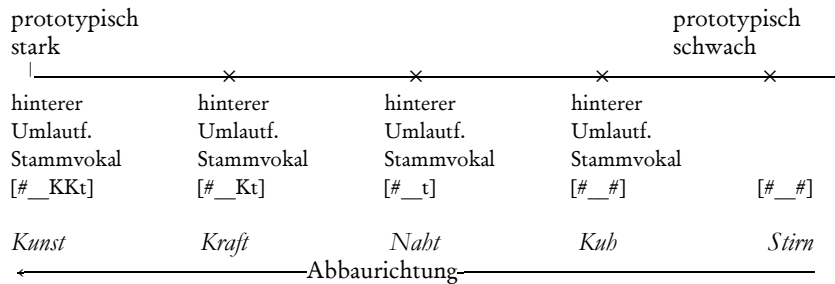 prototypisch prototypisch
stark schwach
hinterer hinterer hinterer hinterer
Umlautf. Umlautf. Umlautf. Umlautf.
Stammvokal Stammvokal Stammvokal Stammvokal
[#__KKt] [#__Kt] [#__t] [#__#] [#__#]
Kunst Kraft Naht Kuh Stirn
Abbaurichtung